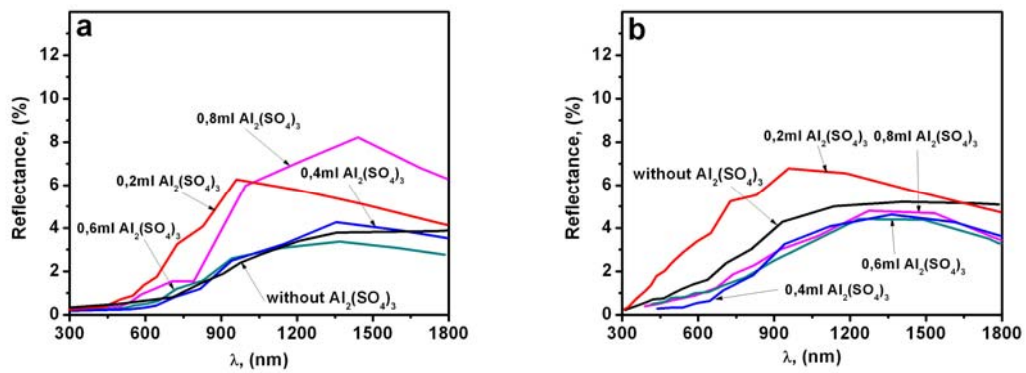 a
12
10
8
6
4
2
0
Reflectance, (%)
300 600 900 1200 1500 1800
λ, (nm)
0,8ml Al2(SO4)3
0,2ml Al2(SO4)3
0,4ml Al2(SO4)3
0,6ml Al2(SO4)3
without Al2(SO4)3
b
12
10
8
6
4
2
0
Reflectance, (%)
300 600 900 1200 1500 1800
λ, (nm)
0,2ml Al2(SO4)3
0,8ml Al2(SO4)3
without Al2(SO4)3
0,6ml Al2(SO4)3
0,4ml Al2(SO4)3